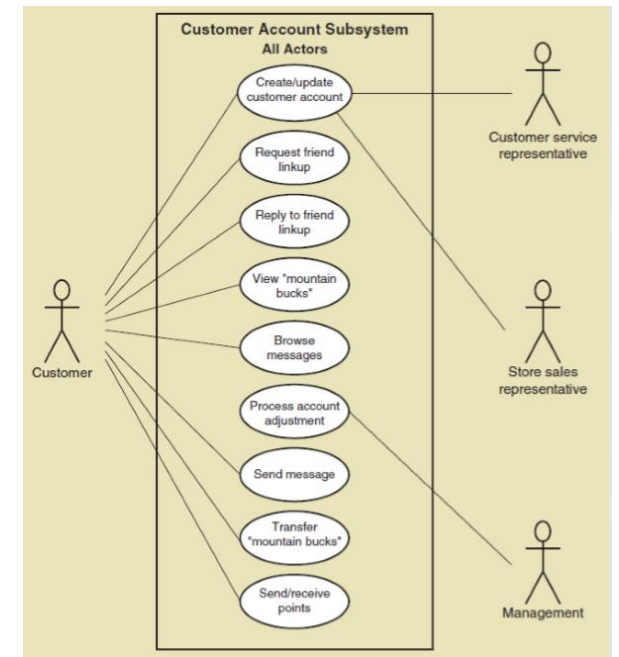 Customer Account Subsystem
All Actors
Create/update
customer account
Customer service
representative
Request friend
linkup
Reply to friend
linkup
View "mountain
bucks"
Browse
messages
Customer
Store sales
representative
Process account
adjustment
Send message
Transfer
"mountain bucks"
Send/receive
points
Management